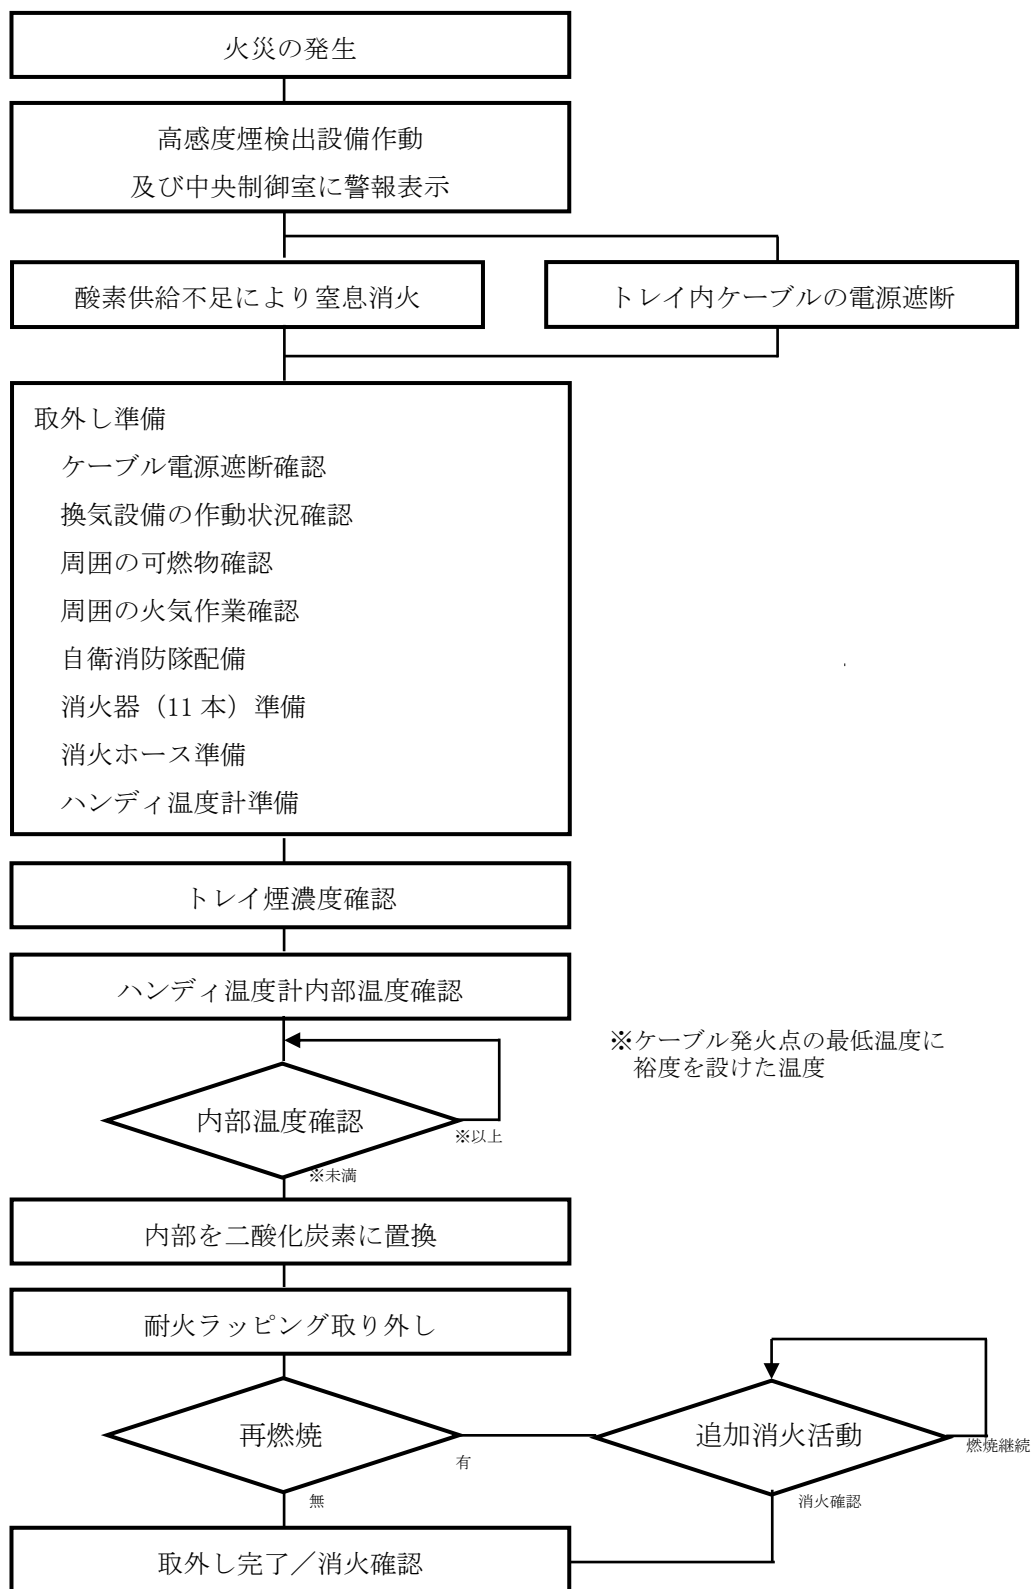 火災の発生
高感度煙検出設備作動
及び中央制御室に警報表示
酸素供給不足により窒息消火
トレイ内ケーブルの電源遮断
取外し準備
ケーブル電源遮断確認
換気設備の作動状況確認
周囲の可燃物確認
周囲の火気作業確認
自衛消防隊配備
消火器（11 本）準備
消火ホース準備
ハンディ温度計準備
トレイ煙濃度確認
ハンディ温度計内部温度確認
※ケーブル発火点の最低温度に
裕度を設けた温度
内部温度確認
※以上
※未満
内部を二酸化炭素に置換
耐火ラッピング取り外し
再燃焼
追加消火活動
燃焼継続
有
無
消火確認
取外し完了／消火確認